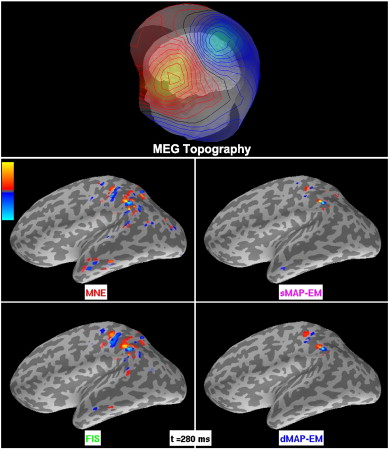 MEG Topography
MNE
sMAP-EM
FIS
t =280 ms
dMAP-EM